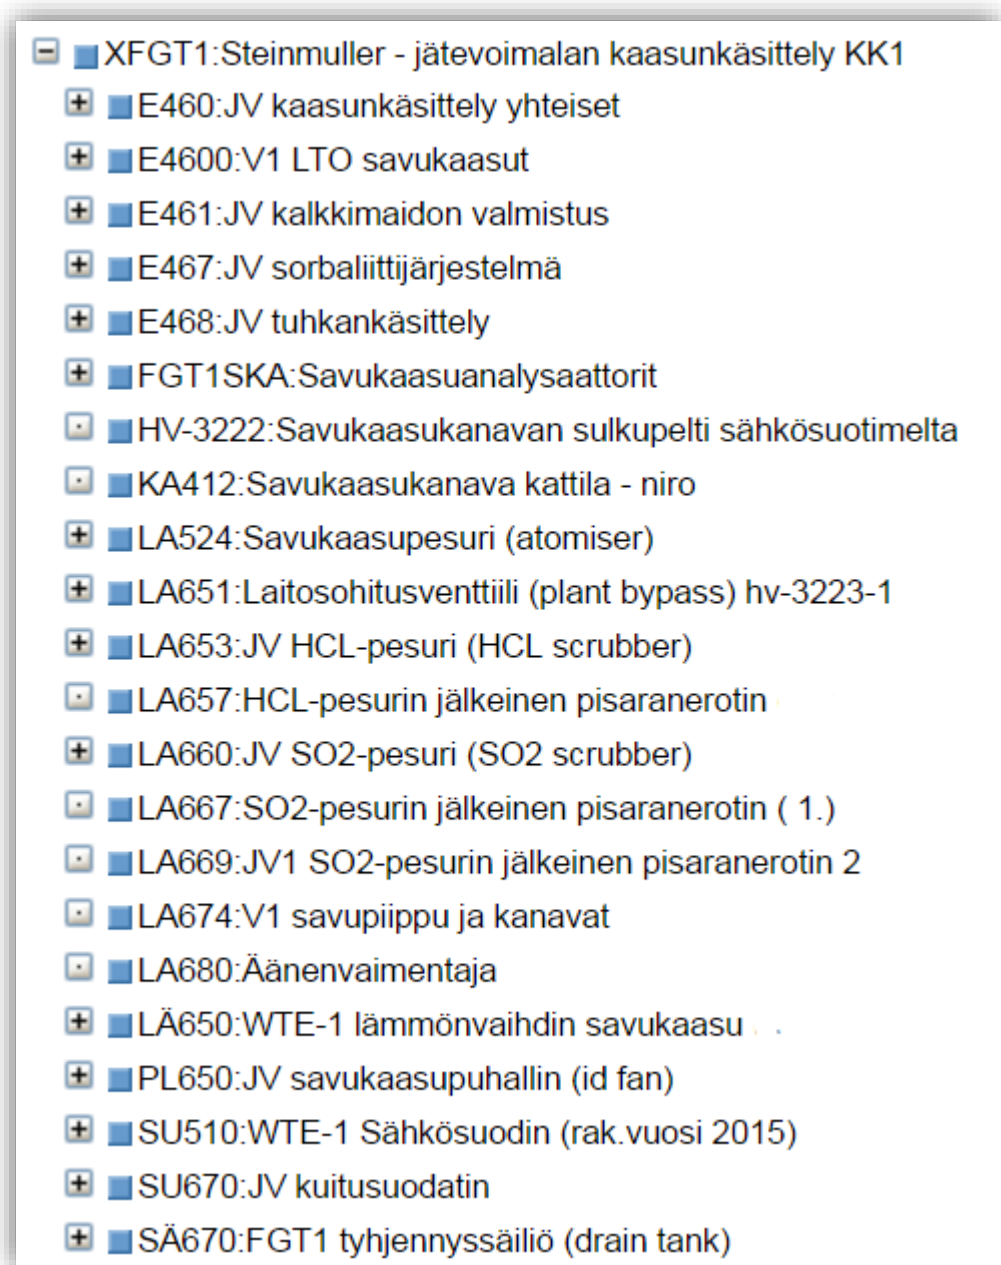 XFGT1:Steinmuller - jätevoimalan kaasunkäsittely KK1
E460:JV kaasunkäsittely yhteiset
E4600:V1 LTO savukaasut
E461:JV kalkkimaidon valmistus
E467:JV sorbaliittijärjestelmä
E468:JV tuhkankäsittely
FGT1SKA:Savukaasuanalysaattorit
HV-3222:Savukaasukanavan sulkupelti sähkösuotimelta
KA412:Savukaasukanava kattila - niro
LA524:Savukaasupesuri (atomiser)
LA651:Laitosohitusventtiili (plant bypass) hv-3223-1
LA653:JV HCL-pesuri (HCL scrubber)
LA657:HCL-pesurin jälkeinen pisaranerotin
LA660:JV SO2-pesuri (SO2 scrubber)
LA667:SO2-pesurin jälkeinen pisaranerotin ( 1.)
LA669:JV1 SO2-pesurin jälkeinen pisaranerotin 2
LA674:V1 savupiippu ja kanavat
LA680:Äänenvaimentaja
LÄ650:WTE-1 lämmönvaihdin savukaasu
PL650:JV savukaasupuhallin (id fan)
SU510:WTE-1 Sähkösuodin (rak.vuosi 2015)
SU670:JV kuitusuodatin
SÄ670:FGT1 tyhjennyssäiliö (drain tank)